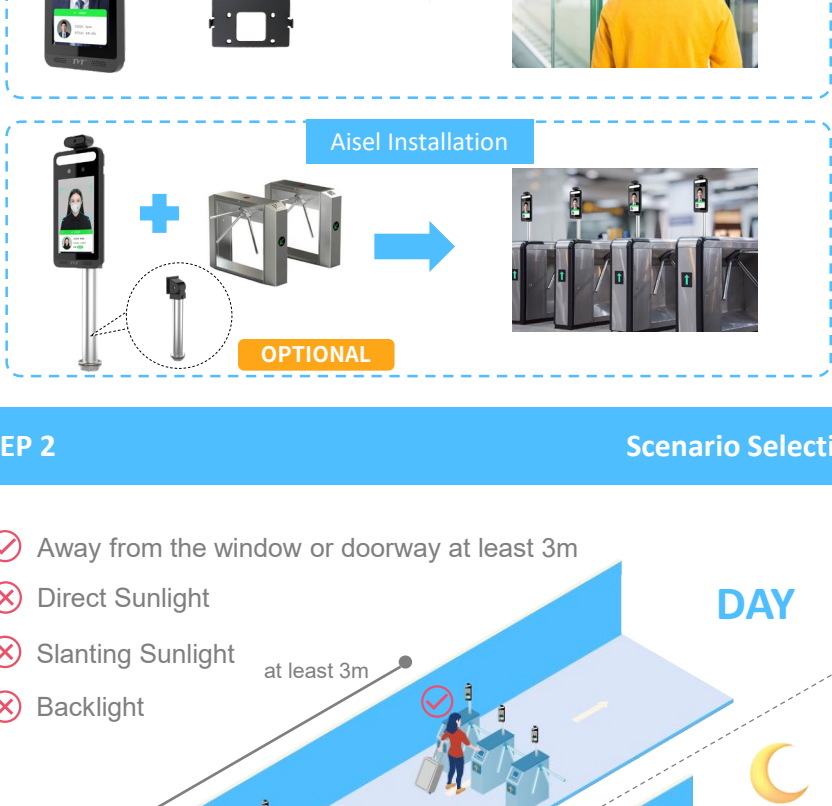 TVT
Aisel Installation
OPTIONAL
EP 2
Scenario Selecti
Away from the window or doorway at least 3m
DAY
Direct Sunlight
Slanting Sunlight
at least 3m
Backlight